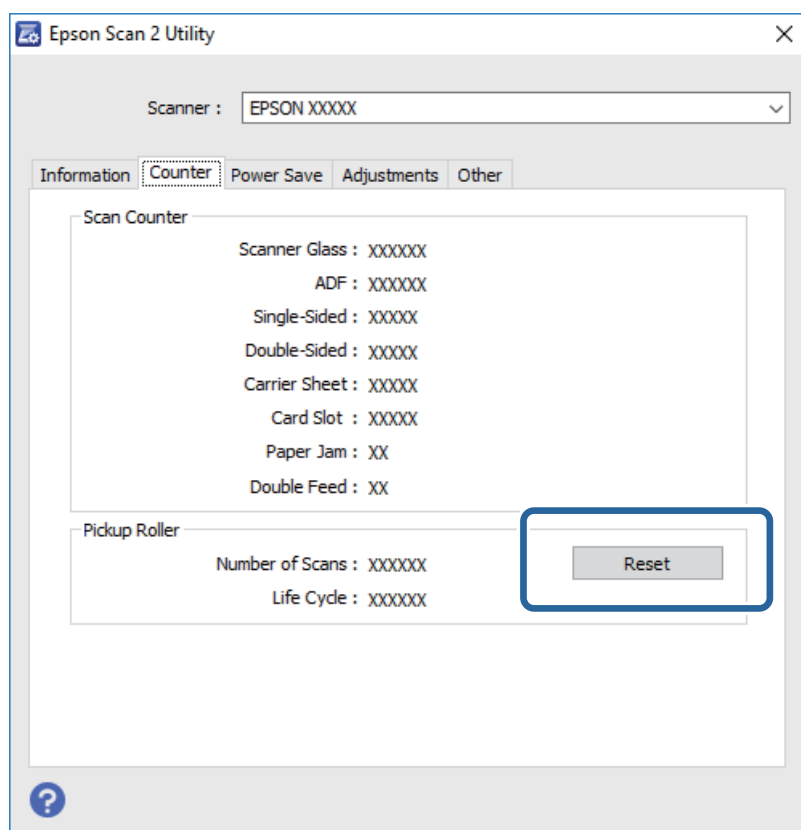 Epson Scan 2 Utility
Scanner : EPSON XXXXX
Information Counter Power Save Adjustments Other
Scan Counter
Scanner Glass : XXXXXX
ADF : XXXXXX
Single-Sided : XXXXX
Double-Sided : XXXXX
Carrier Sheet : XXXXX
Card Slot : XXXXX
Paper Jam : XX
Double Feed : XX
Pickup Roller
Number of Scans : XXXXXX Reset
Life Cycle : XXXXXX
?